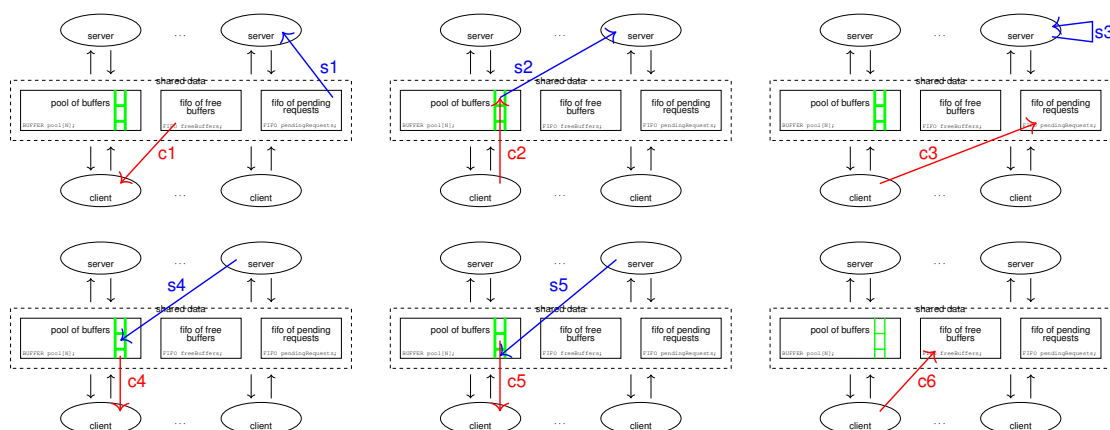 server ... server
s1
shared data
pool of buffers
fifo of free
buffers
fifo of pending
requests
BUFFER pool[N];
FIFO freeBuffers;
FIFO pendingRequests;
c1
client ... client
server ... server
s2
shared data
pool of buffers
fifo of free
buffers
fifo of pending
requests
BUFFER pool[N];
FIFO freeBuffers;
FIFO pendingRequests;
c2
client ... client
server ... server
s3
shared data
pool of buffers
fifo of free
buffers
fifo of pending
requests
BUFFER pool[N];
FIFO freeBuffers;
FIFO pendingRequests;
c3
client ... client
server ... server
s4
shared data
pool of buffers
fifo of free
buffers
fifo of pending
requests
BUFFER pool[N];
FIFO freeBuffers;
FIFO pendingRequests;
c4
client ... client
server ... server
s5
shared data
pool of buffers
fifo of free
buffers
fifo of pending
requests
BUFFER pool[N];
FIFO freeBuffers;
FIFO pendingRequests;
c5
client ... client
server ... server
shared data
pool of buffers
fifo of free
buffers
fifo of pending
requests
BUFFER pool[N];
FIFO freeBuffers;
FIFO pendingRequests;
c6
client ... client